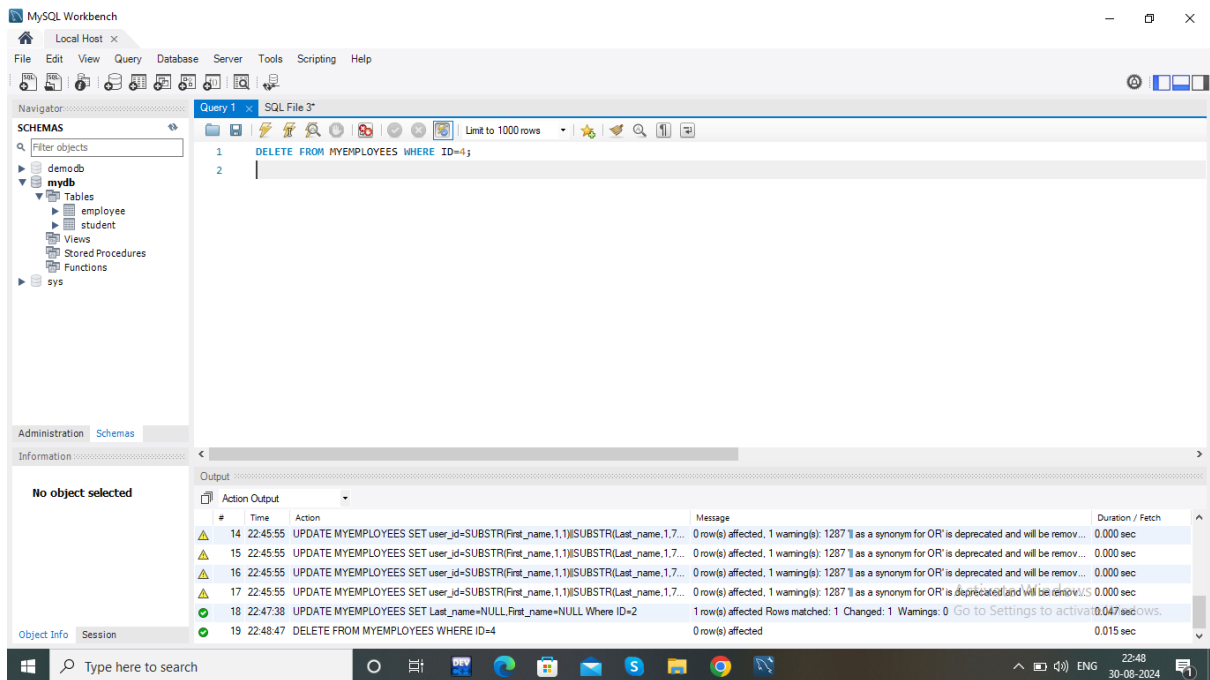 MySQL Workbench
Local Host
File Edit View Query Database Server Tools Scripting Help
Navigator
SCHEMAS
Filter objects
demodb
mydb
Tables
employee
student
Views
Stored Procedures
Functions
sys
Administration Schemas
Information
No object selected
Object Info Session
Query 1 SQL File 3*
Limit to 1000 rows
1 DELETE FROM MYEMPLOYEES WHERE ID=4;
2
Output
Action Output
# Time Action Message Duration / Fetch
14 22:45:55 UPDATE MYEMPLOYEES SET user_id=SUBSTR(First_name,1,1)||SUBSTR(Last_name,1,7... 0 row(s) affected, 1 warning(s): 1287 '|| as a synonym for OR' is deprecated and will be remov... 0.000 sec
15 22:45:55 UPDATE MYEMPLOYEES SET user_id=SUBSTR(First_name,1,1)||SUBSTR(Last_name,1,7... 0 row(s) affected, 1 warning(s): 1287 '|| as a synonym for OR' is deprecated and will be remov... 0.000 sec
16 22:45:55 UPDATE MYEMPLOYEES SET user_id=SUBSTR(First_name,1,1)||SUBSTR(Last_name,1,7... 0 row(s) affected, 1 warning(s): 1287 '|| as a synonym for OR' is deprecated and will be remov... 0.000 sec
17 22:45:55 UPDATE MYEMPLOYEES SET user_id=SUBSTR(First_name,1,1)||SUBSTR(Last_name,1,7... 0 row(s) affected, 1 warning(s): 1287 '|| as a synonym for OR' is deprecated and will be remov... 0.000 sec
Activate Windows
18 22:47:38 UPDATE MYEMPLOYEES SET Last_name=NULL,First_name=NULL Where ID=2 1 row(s) affected Rows matched: 1 Changed: 1 Warnings: 0 0.047 sec
Go to Settings to activate Windows.
19 22:48:47 DELETE FROM MYEMPLOYEES WHERE ID=4 0 row(s) affected 0.015 sec
Type here to search
DEV
ENG
22:48
30-08-2024
1